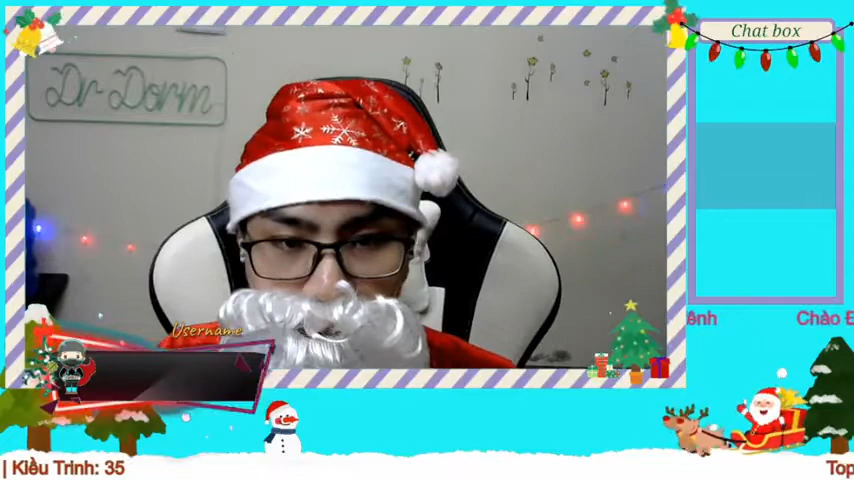 Chat box
Dr Dorm
ênh
Chào
Username
| Kiều Trinh: 35
Top